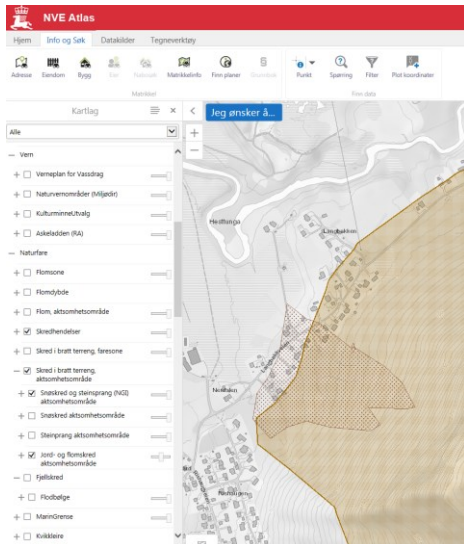 NVE Atlas
Hjem Info og Søk Datakilder Tegneverktøy
Adresse Eiendom Bygg Eier Naboliste Matrikkelinfo Finn planer Grunnbok Punkt Spørring Filter Plot koordinater
Matrikkel Finn data
Kartlag
Jeg ønsker å...
Alle
Vern
Verneplan for Vassdrag
Naturvernområder (Miljødir)
KulturminneUtvalg
Askeladden (RA)
Naturfare
Flomsone
Flomdybde
Flom, aktsomhetsområde
Skredhendelser
Skred i bratt terreng, faresone
Skred i bratt terreng,
aktsomhetsområde
Snøskred og steinsprang (NGI)
aktsomhetsområde
Snøskred aktsomhetsområde
Steinsprang aktsomhetsområde
Jord- og flomskred
aktsomhetsområde
Fjellskred
Flodbølge
MarinGrense
Kvikkleire